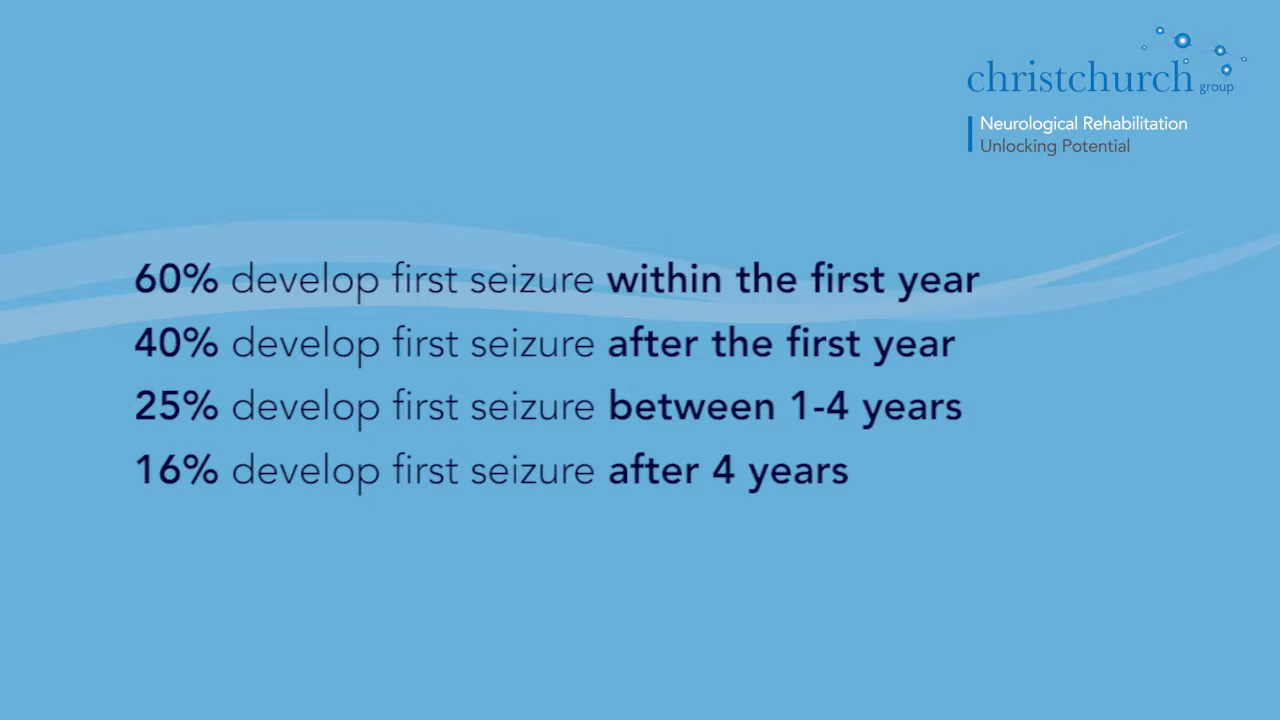 christchurch group
Neurological Rehabilitation
Unlocking Potential
60% develop first seizure within the first year
40% develop first seizure after the first year
25% develop first seizure between 1-4 years
16% develop first seizure after 4 years